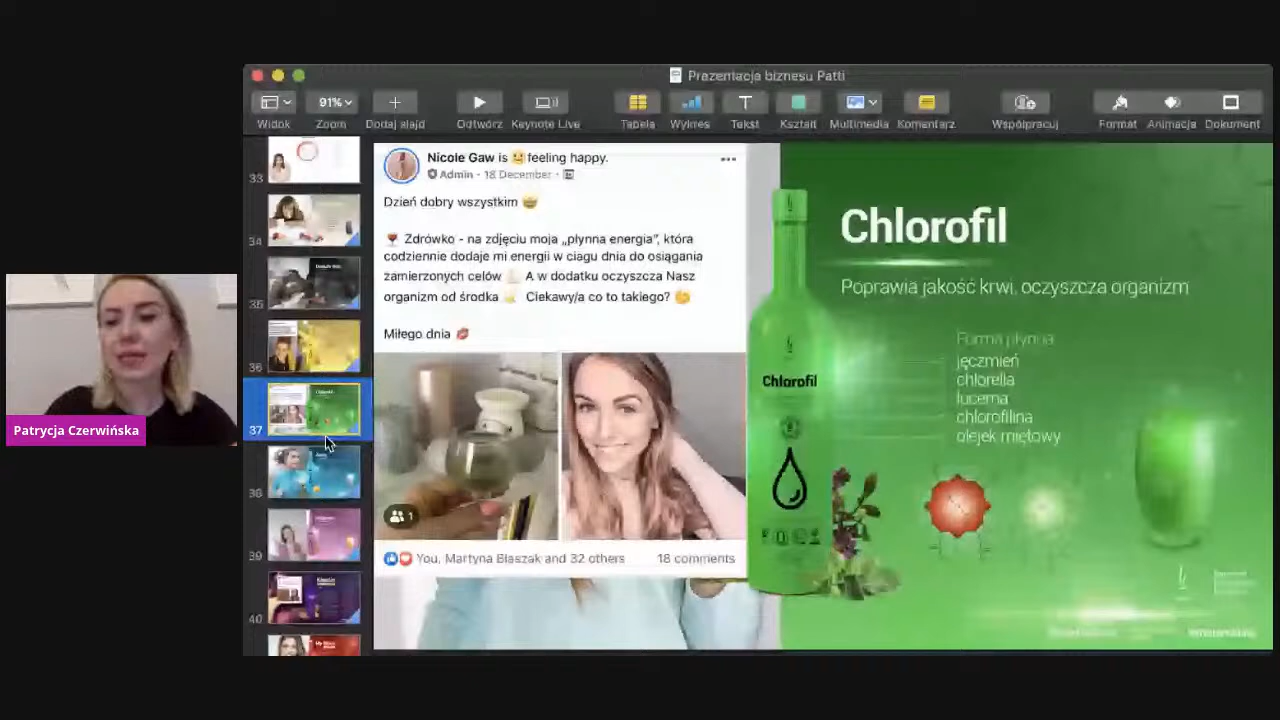 Prezentacja biznesu Patti
91%
Widok
Zoom
Dodaj slajd
Odtwórz
Keynote Live
Tabela
Wykres
Tekst
Kształt
Multimedia
Komentarz
Współpracuj
Format
Animacja
Dokument
33
34
35
36
37
38
39
40
Patrycja Czerwińska
Nicole Gaw is feeling happy.
Admin · 18 December ·
Dzień dobry wszystkim
Zdrówko - na zdjęciu moja „płynna energia”, która
codziennie dodaje mi energii w ciągu dnia do osiągania
zamierzonych celów A w dodatku oczyszcza Nasz
organizm od środka Ciekawy/a co to takiego?
Miłego dnia
1
You, Martyna Błaszak and 32 others
18 comments
Chlorofil
Poprawia jakość krwi, oczyszcza organizm
Forma płynna
jęczmień
chlorella
lucerna
chlorofilina
olejek miętowy
Chlorofil